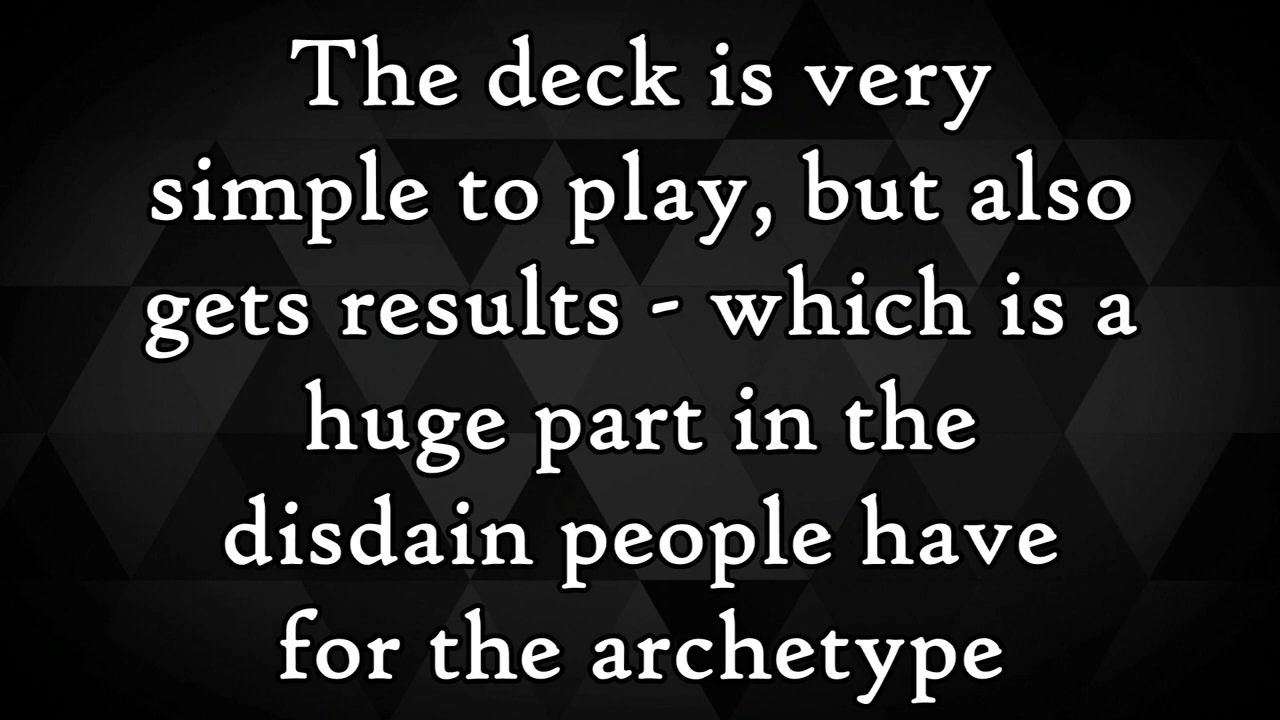 The deck is very
simple to play, but also
gets results - which is a
huge part in the
disdain people have
for the archetype